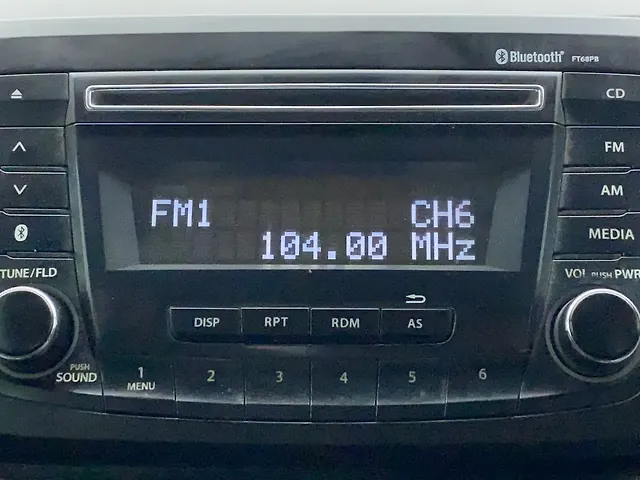 Bluetooth® FT68PB
CD
FM
AM
MEDIA
FM1 CH6
104.00 MHz
TUNE/FLD
VOL PUSH PWR
DISP RPT RDM AS
PUSH SOUND
1 2 3 4 5 6
MENU